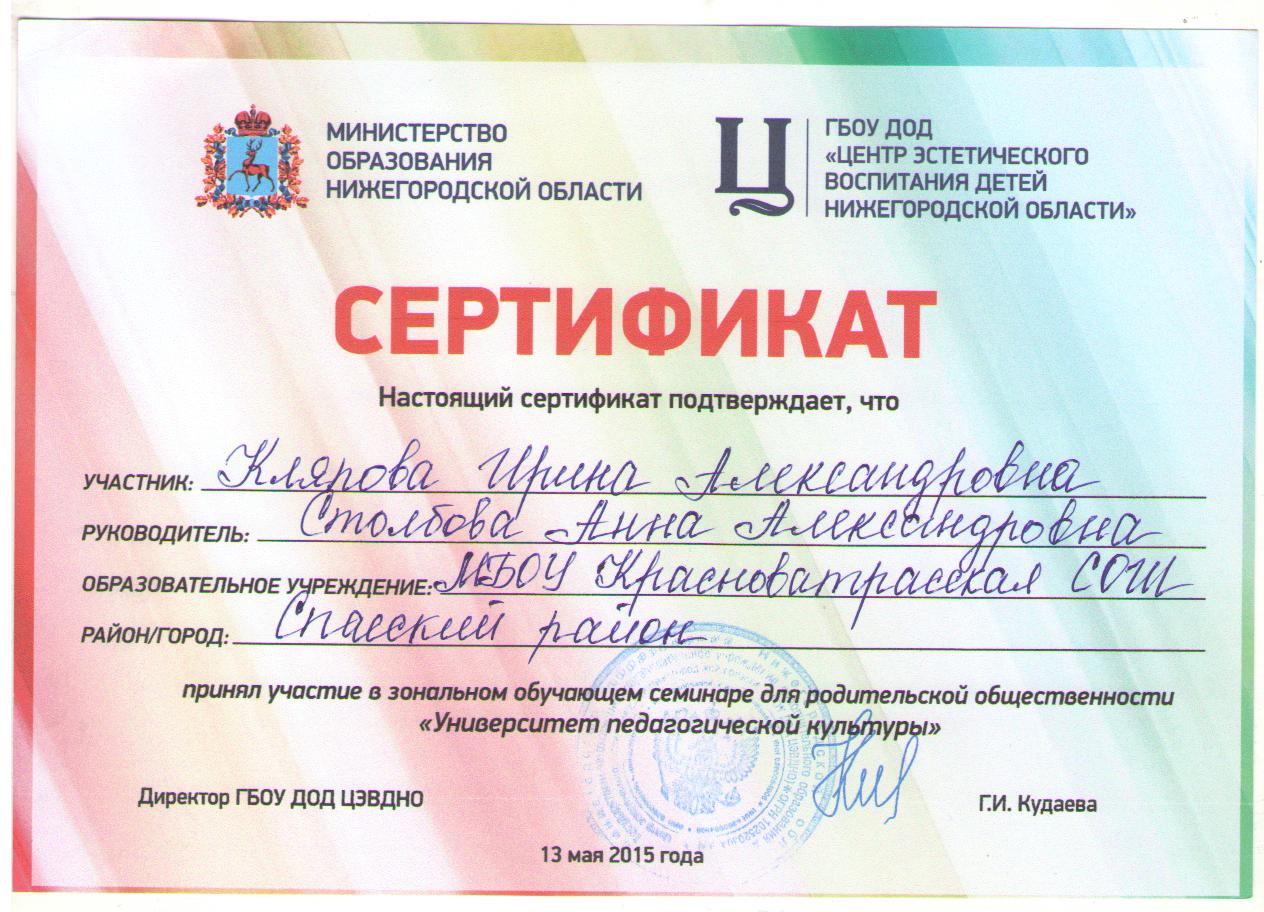 МИНИСТЕРСТВО
ОБРАЗОВАНИЯ
НИЖЕГОРОДСКОЙ ОБЛАСТИ
Ц
ГБОУ ДОД
«ЦЕНТР ЭСТЕТИЧЕСКОГО
ВОСПИТАНИЯ ДЕТЕЙ
НИЖЕГОРОДСКОЙ ОБЛАСТИ»
СЕРТИФИКАТ
Настоящий сертификат подтверждает, что
УЧАСТНИК: Клярова Ирина Александровна
РУКОВОДИТЕЛЬ: Столбова Анна Александровна
ОБРАЗОВАТЕЛЬНОЕ УЧРЕЖДЕНИЕ: МБОУ Красноватрасская СОШ
РАЙОН/ГОРОД: Спасский район
принял участие в зональном обучающем семинаре для родительской общественности
«Университет педагогической культуры»
Директор ГБОУ ДОД ЦЭВДНО
Г.И. Кудаева
13 мая 2015 года